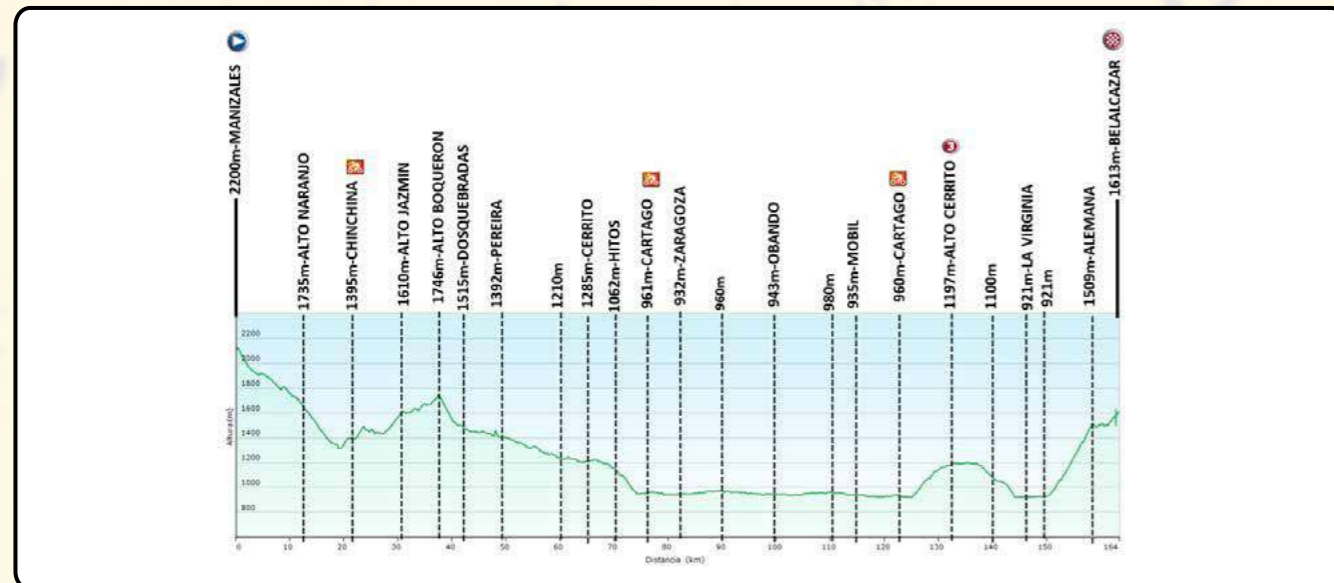 2200m-MANIZALES
1735m-ALTO NARANJO
1395m-CHINCHINA
1610m-ALTO JAZMIN
1746m-ALTO BOQUERON
1515m-DOSQUEBRADAS
1392m-PEREIRA
1210m
1285m-CERRITO
1062m-HITOS
961m-CARTAGO
932m-ZARAGOZA
960m
943m-OBANDO
980m
935m-MOBIL
960m-CARTAGO
1197m-ALTO CERRITO
1100m
921m-LA VIRGINIA
921m
1509m-ALEMANA
1613m-BELALCAZAR
3
Altura(m)
2200
2000
1800
1600
1400
1200
1000
800
0 10 20 30 40 50 60 70 80 90 100 110 120 130 140 150 164
Distancia (km)